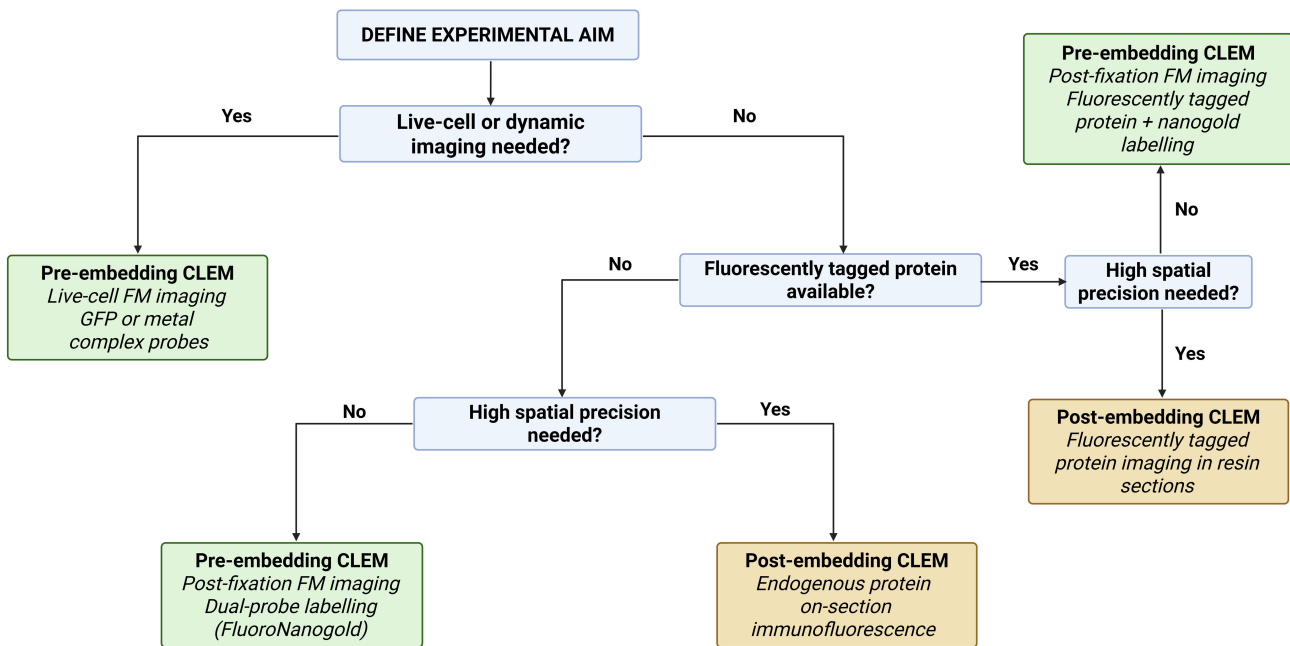 DEFINE EXPERIMENTAL AIM
Live-cell or dynamic
imaging needed?
Yes
No
Pre-embedding CLEM
Post-fixation FM imaging
Fluorescently tagged
protein + nanogold
labelling
No
Pre-embedding CLEM
Live-cell FM imaging
GFP or metal
complex probes
No
Fluorescently tagged protein
available?
Yes
High spatial
precision needed?
Yes
Post-embedding CLEM
Fluorescently tagged
protein imaging in resin
sections
No
High spatial precision
needed?
Yes
Pre-embedding CLEM
Post-fixation FM imaging
Dual-probe labelling
(FluoroNanogold)
Post-embedding CLEM
Endogenous protein
on-section
immunofluorescence